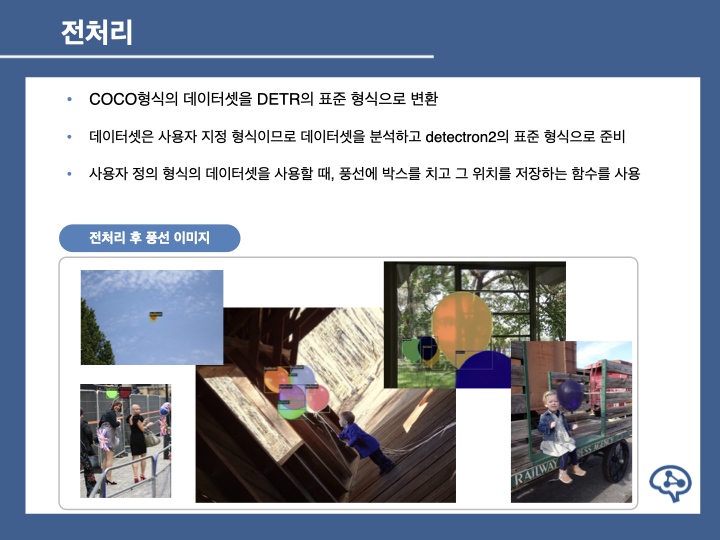 전처리
• COCO형식의 데이터셋을 DETR의 표준 형식으로 변환
• 데이터셋은 사용자 지정 형식이므로 데이터셋을 분석하고 detectron2의 표준 형식으로 준비
• 사용자 정의 형식의 데이터셋을 사용할 때, 풍선에 박스를 치고 그 위치를 저장하는 함수를 사용
전처리 후 풍선 이미지
RAILWAY EXPRESS AGENCY